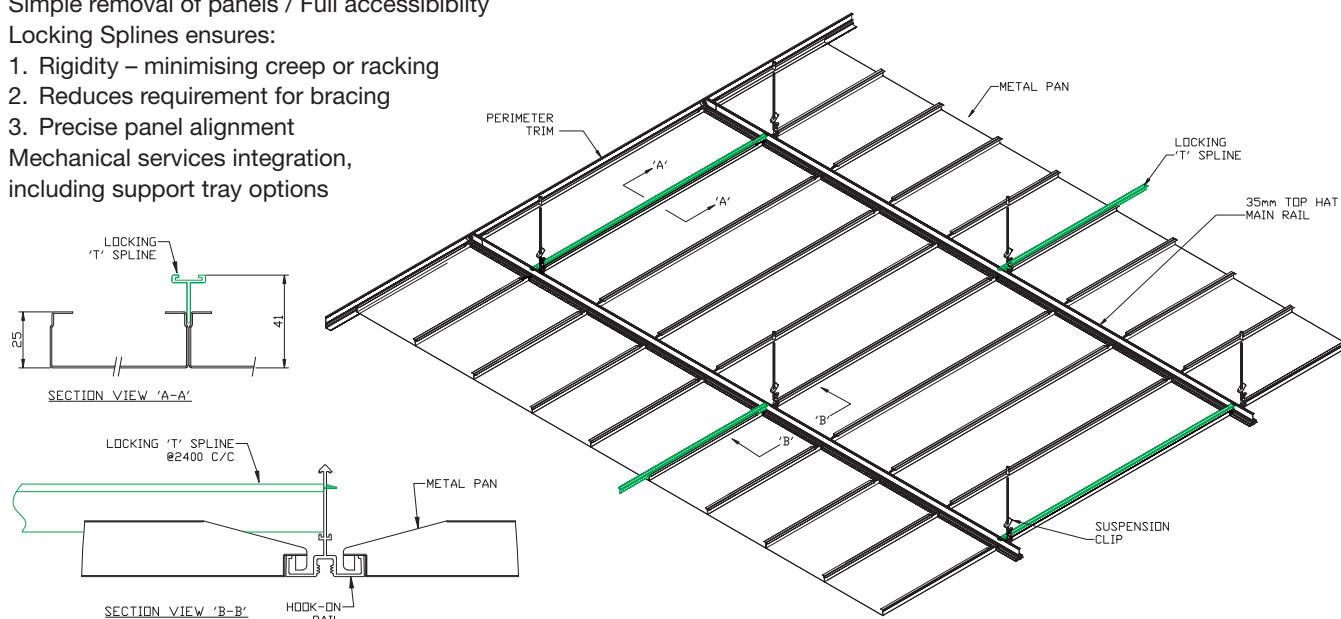 Simple removal of panels / Full accessibiblity
Locking Splines ensures:
1. Rigidity – minimising creep or racking
2. Reduces requirement for bracing
3. Precise panel alignment
Mechanical services integration,
including support tray options
PERIMETER
TRIM
METAL PAN
LOCKING
'T' SPLINE
35mm TOP HAT
MAIN RAIL
'A'
'A'
LOCKING
'T' SPLINE
25
41
SECTION VIEW 'A-A'
'B'
'B'
LOCKING 'T' SPLINE
@2400 C/C
METAL PAN
SUSPENSION
CLIP
SECTION VIEW 'B-B'
HOOK-ON
RAIL